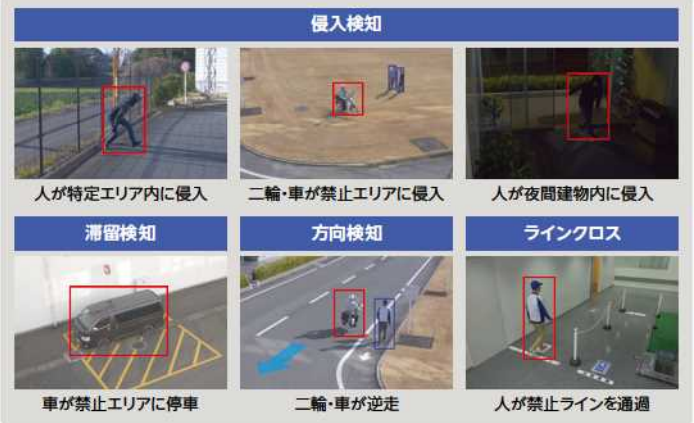 侵入検知
人が特定エリア内に侵入
二輪・車が禁止エリアに侵入
人が夜間建物内に侵入
滞留検知
方向検知
ラインクロス
車が禁止エリアに停車
二輪・車が逆走
人が禁止ラインを通過